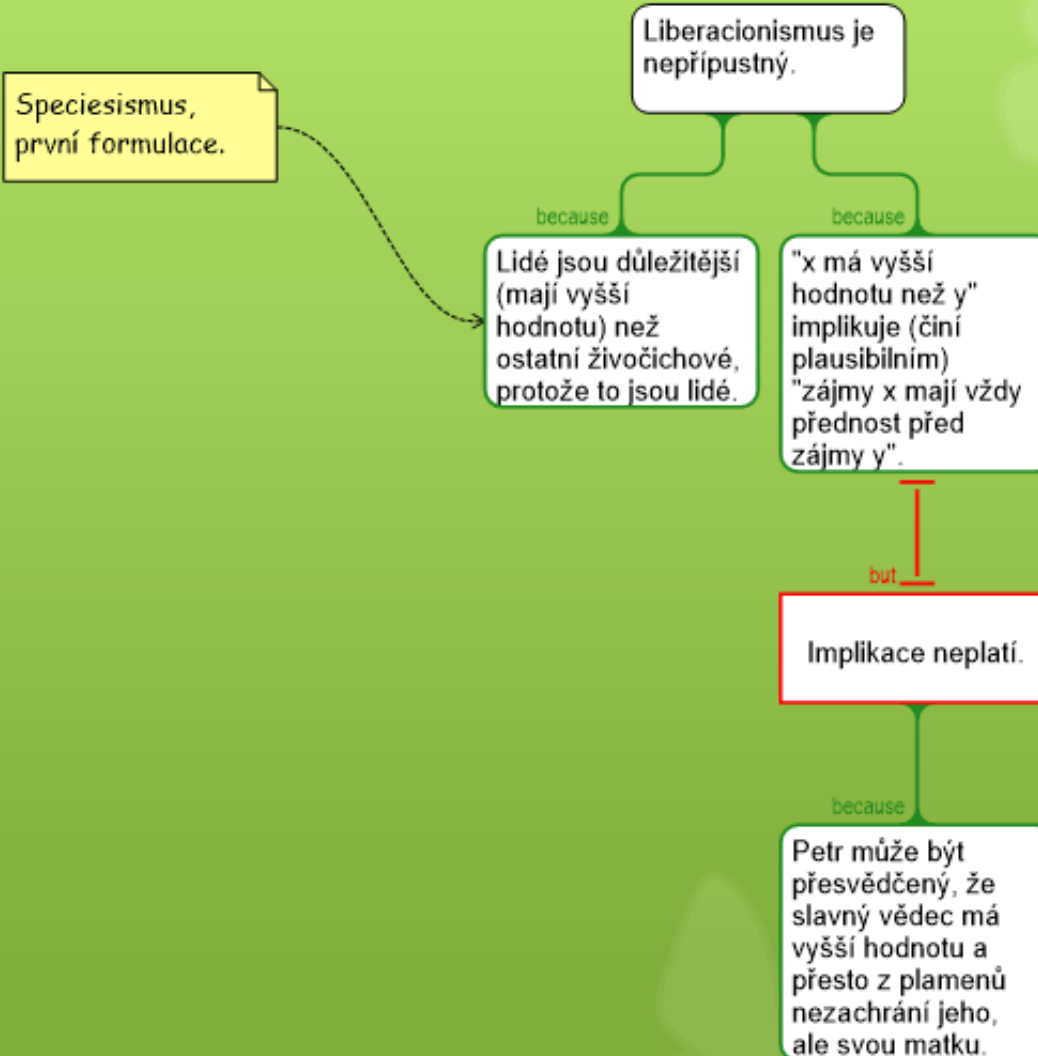 Liberacionismus je
nepřípustný.
Speciesismus,
první formulace.
because
Lidé jsou důležitější
(mají vyšší
hodnotu) než
ostatní živočichové,
protože to jsou lidé.
because
"x má vyšší
hodnotu než y"
implikuje (činí
plausibilním)
"zájmy x mají vždy
přednost před
zájmy y".
but
Implikace neplatí.
because
Petr může být
přesvědčený, že
slavný vědec má
vyšší hodnotu a
přesto z plamenů
nezachrání jeho,
ale svou matku.